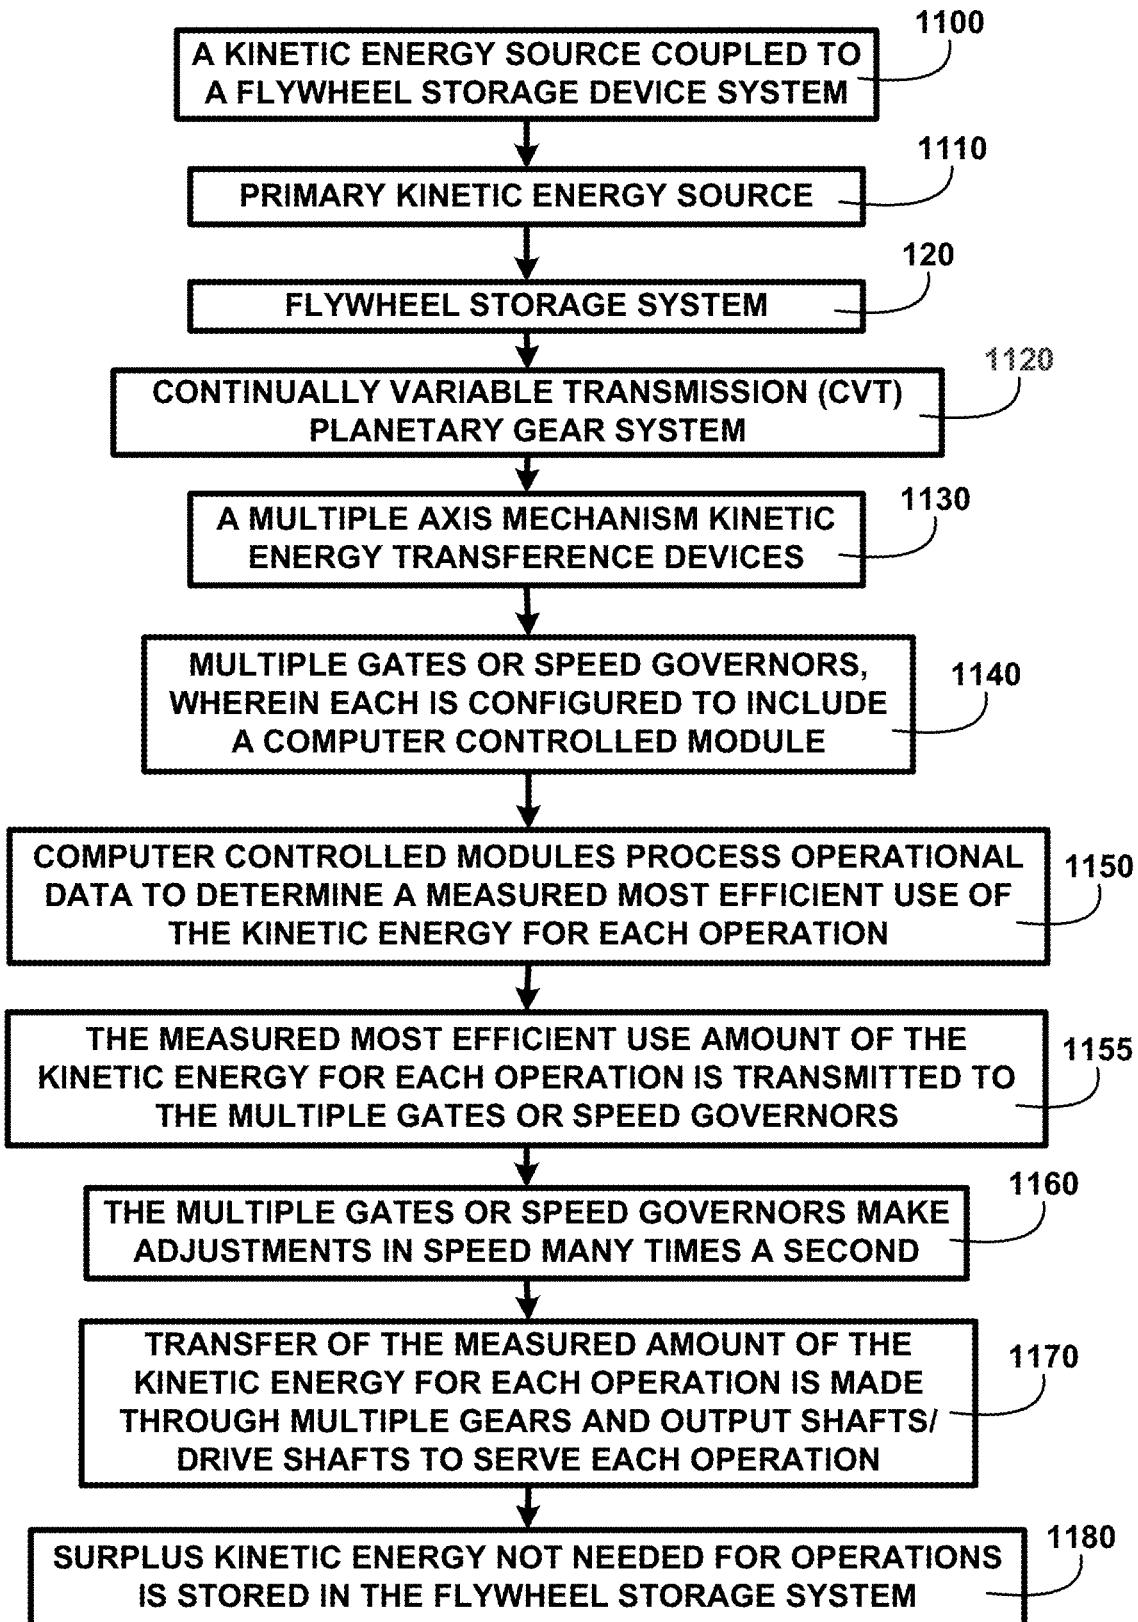 1100
A KINETIC ENERGY SOURCE COUPLED TO
A FLYWHEEL STORAGE DEVICE SYSTEM
1110
PRIMARY KINETIC ENERGY SOURCE
120
FLYWHEEL STORAGE SYSTEM
1120
CONTINUALLY VARIABLE TRANSMISSION (CVT)
PLANETARY GEAR SYSTEM
1130
A MULTIPLE AXIS MECHANISM KINETIC
ENERGY TRANSFERENCE DEVICES
1140
MULTIPLE GATES OR SPEED GOVERNORS,
WHEREIN EACH IS CONFIGURED TO INCLUDE
A COMPUTER CONTROLLED MODULE
1150
COMPUTER CONTROLLED MODULES PROCESS OPERATIONAL
DATA TO DETERMINE A MEASURED MOST EFFICIENT USE OF
THE KINETIC ENERGY FOR EACH OPERATION
1155
THE MEASURED MOST EFFICIENT USE AMOUNT OF THE
KINETIC ENERGY FOR EACH OPERATION IS TRANSMITTED TO
THE MULTIPLE GATES OR SPEED GOVERNORS
1160
THE MULTIPLE GATES OR SPEED GOVERNORS MAKE
ADJUSTMENTS IN SPEED MANY TIMES A SECOND
1170
TRANSFER OF THE MEASURED AMOUNT OF THE
KINETIC ENERGY FOR EACH OPERATION IS MADE
THROUGH MULTIPLE GEARS AND OUTPUT SHAFTS/
DRIVE SHAFTS TO SERVE EACH OPERATION
1180
SURPLUS KINETIC ENERGY NOT NEEDED FOR OPERATIONS
IS STORED IN THE FLYWHEEL STORAGE SYSTEM